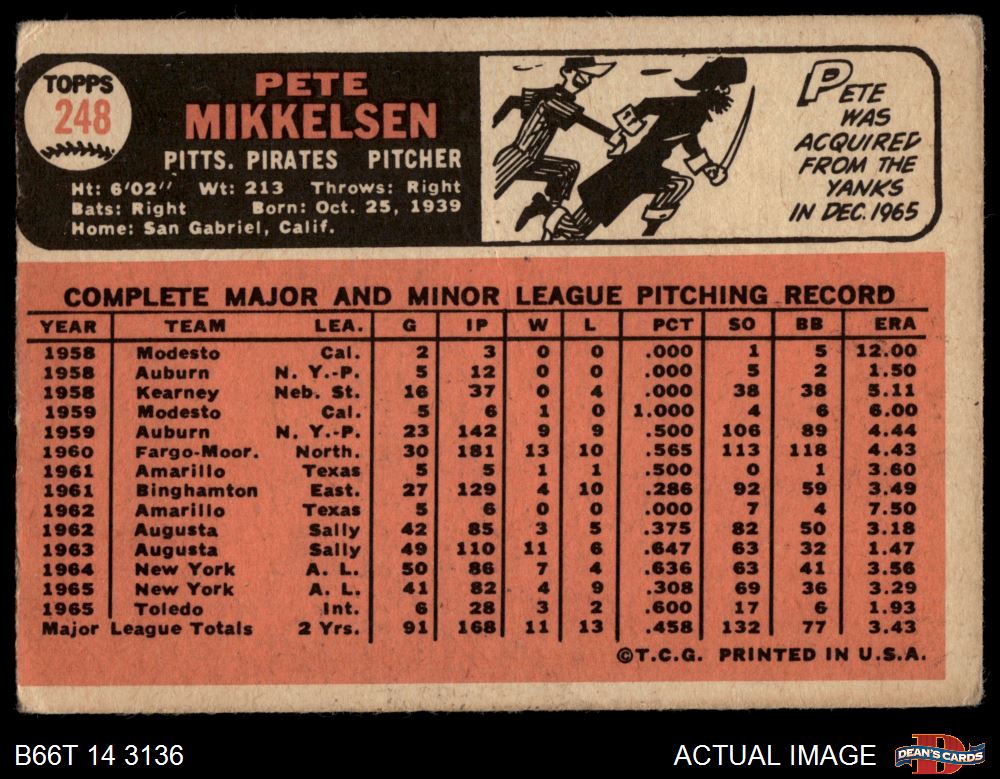 TOPPS
248
PETE
MIKKELSEN
PITTS. PIRATES PITCHER
Ht: 6'02" Wt: 213 Throws: Right
Bats: Right Born: Oct. 25, 1939
Home: San Gabriel, Calif.
PETE
WAS
ACQUIRED
FROM THE
YANKS
IN DEC. 1965
COMPLETE MAJOR AND MINOR LEAGUE PITCHING RECORD
YEAR TEAM LEA. G IP W L PCT SO BB ERA
1958 Modesto Cal. 2 3 0 0 .000 1 5 12.00
1958 Auburn N. Y.-P. 5 12 0 0 .000 5 2 1.50
1958 Kearney Neb. St. 16 37 0 4 .000 38 38 5.11
1959 Modesto Cal. 5 6 1 0 1.000 4 6 6.00
1959 Auburn N. Y.-P. 23 142 9 9 .500 106 89 4.44
1960 Fargo-Moor. North. 30 181 13 10 .565 113 118 4.43
1961 Amarillo Texas 5 5 1 1 .500 0 1 3.60
1961 Binghamton East. 27 129 4 10 .286 92 59 3.49
1962 Amarillo Texas 5 6 0 0 .000 7 4 7.50
1962 Augusta Sally 42 85 3 5 .375 82 50 3.18
1963 Augusta Sally 49 110 11 6 .647 63 32 1.47
1964 New York A. L. 50 86 7 4 .636 63 41 3.56
1965 New York A. L. 41 82 4 9 .308 69 36 3.29
1965 Toledo Int. 6 28 3 2 .600 17 6 1.93
Major League Totals 2 Yrs. 91 168 11 13 .458 132 77 3.43
©T.C.G. PRINTED IN U.S.A.
B66T 14 3136
ACTUAL IMAGE
DEAN'S CARDS